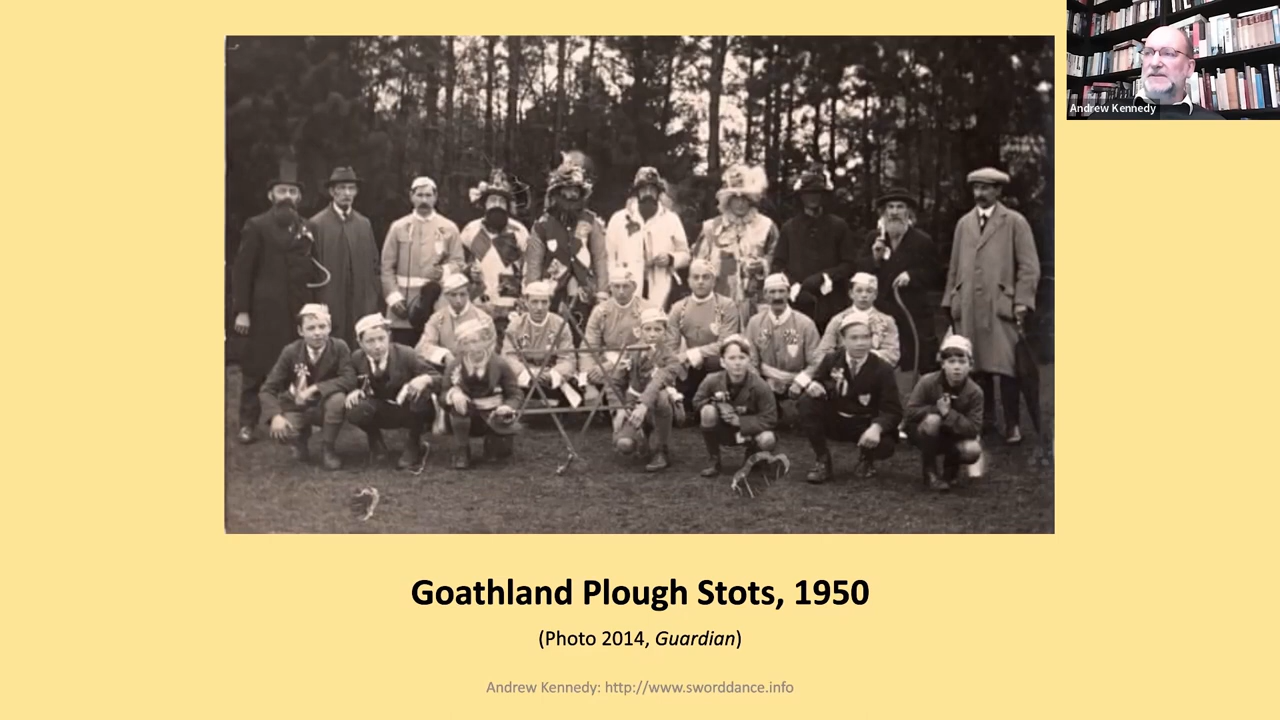 Andrew Kennedy
Goathland Plough Stots, 1950
(Photo 2014, Guardian)
Andrew Kennedy: http://www.sworddance.info